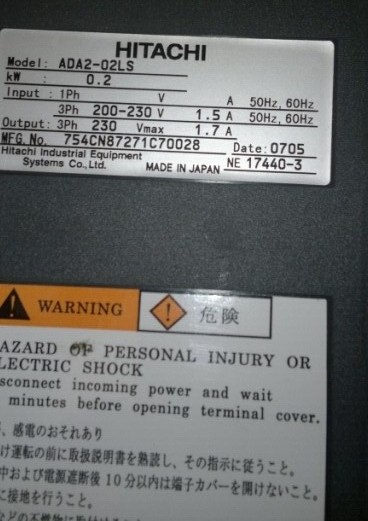 HITACHI
Model: ADA2-02LS
kW 0.2
Input: 1Ph V A 50Hz, 60Hz
3Ph 200-230 V 1.5 A 50Hz, 60Hz
Output: 3Ph 230 Vmax 1.7 A
MFG. No. 754CN87271C70028 Date: 0705
Hitachi Industrial Equipment
Systems Co., Ltd. MADE IN JAPAN NE 17440-3
WARNING 危険
AZARD OF PERSONAL INJURY OR
LECTRIC SHOCK
sconnect incoming power and wait
minutes before opening terminal cover.
、感電のおそれあり
け運転の前に取扱説明書を熟読し、その指示に従うこと。
中および電源遮断後10分以内は端子カバーを開けないこと。
に接地を行うこと。